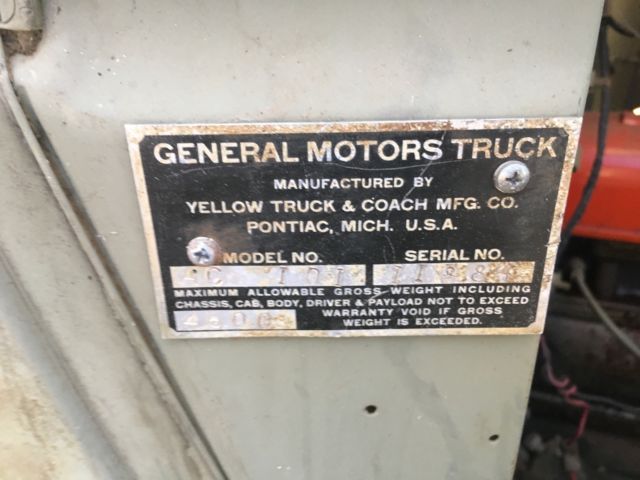 GENERAL MOTORS TRUCK
MANUFACTURED BY
YELLOW TRUCK & COACH MFG. CO.
PONTIAC, MICH. U.S.A.
MODEL NO. SERIAL NO.
101
MAXIMUM ALLOWABLE GROSS WEIGHT INCLUDING
CHASSIS, CAB, BODY, DRIVER & PAYLOAD NOT TO EXCEED
WARRANTY VOID IF GROSS
WEIGHT IS EXCEEDED.